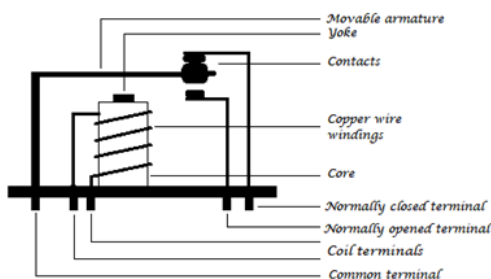 Movable armature
Yoke
Contacts
Copper wire
windings
Core
Normally closed terminal
Normally opened terminal
Coil terminals
Common terminal